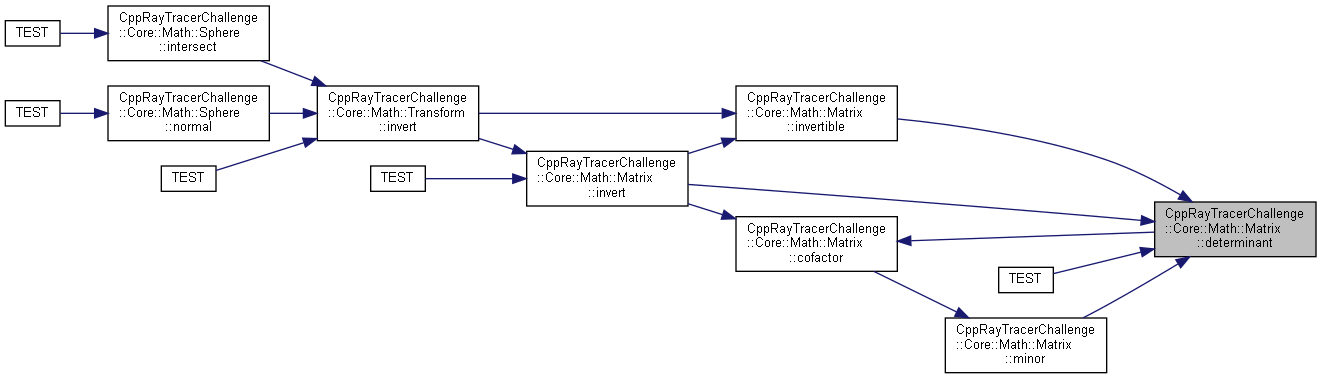 TEST
CppRayTracerChallenge
::Core::Math::Sphere
::intersect
TEST
CppRayTracerChallenge
::Core::Math::Sphere
::normal
TEST
CppRayTracerChallenge
::Core::Math::Transform
::invert
TEST
CppRayTracerChallenge
::Core::Math::Matrix
::invert
CppRayTracerChallenge
::Core::Math::Matrix
::invertible
CppRayTracerChallenge
::Core::Math::Matrix
::cofactor
TEST
CppRayTracerChallenge
::Core::Math::Matrix
::minor
CppRayTracerChallenge
::Core::Math::Matrix
::determinant